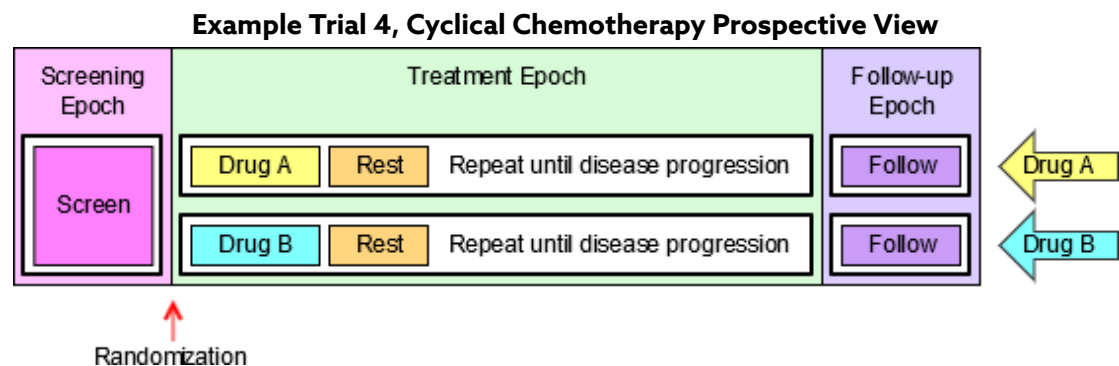 Example Trial 4, Cyclical Chemotherapy Prospective View
Screening
Epoch
Treatment Epoch
Follow-up
Epoch
Screen
Drug A
Rest
Repeat until disease progression
Follow
Drug A
Drug B
Rest
Repeat until disease progression
Follow
Drug B
Randomization